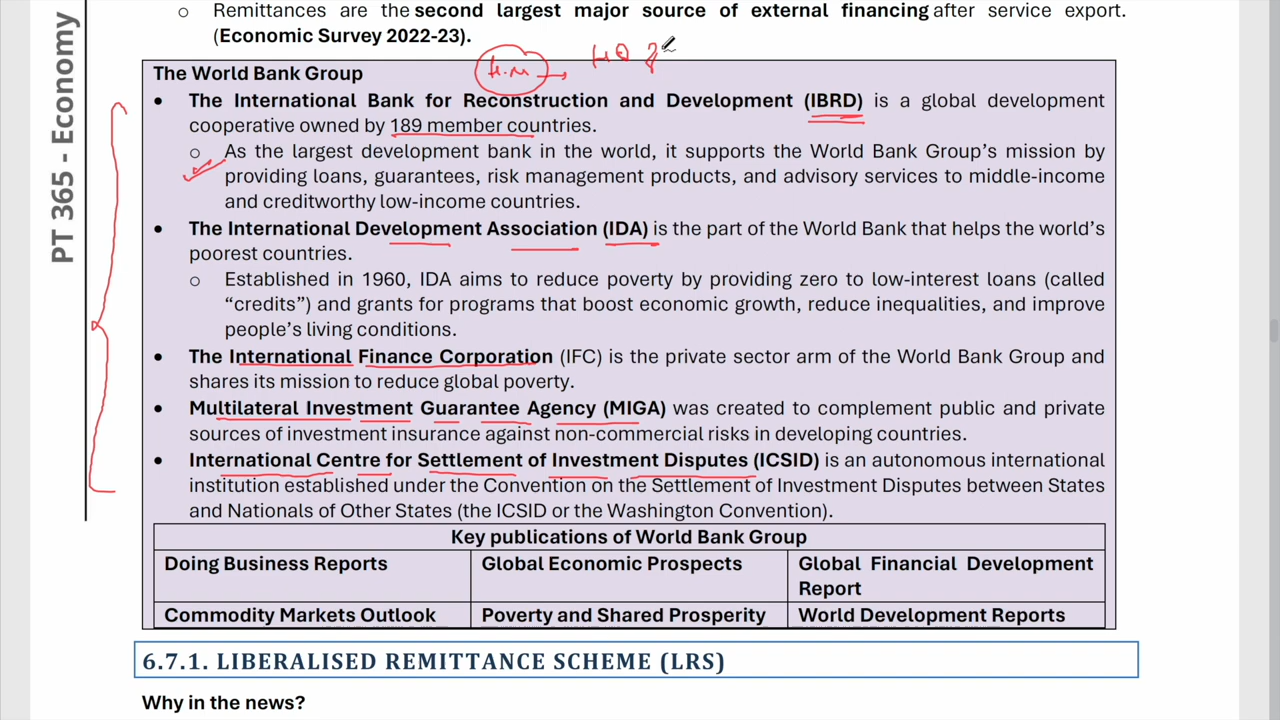 PT 365 - Economy
o Remittances are the second largest major source of external financing after service export.
(Economic Survey 2022-23).
H.M → HQ ?
The World Bank Group
• The International Bank for Reconstruction and Development (IBRD) is a global development
cooperative owned by 189 member countries.
o As the largest development bank in the world, it supports the World Bank Group's mission by
providing loans, guarantees, risk management products, and advisory services to middle-income
and creditworthy low-income countries.
• The International Development Association (IDA) is the part of the World Bank that helps the world's
poorest countries.
o Established in 1960, IDA aims to reduce poverty by providing zero to low-interest loans (called
“credits”) and grants for programs that boost economic growth, reduce inequalities, and improve
people's living conditions.
• The International Finance Corporation (IFC) is the private sector arm of the World Bank Group and
shares its mission to reduce global poverty.
• Multilateral Investment Guarantee Agency (MIGA) was created to complement public and private
sources of investment insurance against non-commercial risks in developing countries.
• International Centre for Settlement of Investment Disputes (ICSID) is an autonomous international
institution established under the Convention on the Settlement of Investment Disputes between States
and Nationals of Other States (the ICSID or the Washington Convention).
Key publications of World Bank Group
Doing Business Reports
Global Economic Prospects
Global Financial Development
Report
Commodity Markets Outlook
Poverty and Shared Prosperity
World Development Reports
6.7.1. LIBERALISED REMITTANCE SCHEME (LRS)
Why in the news?